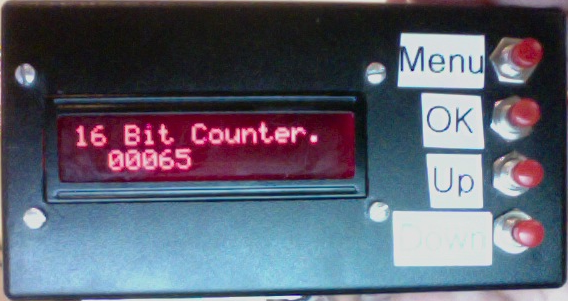 16 Bit Counter.
00065
Menu
OK
Up
Down